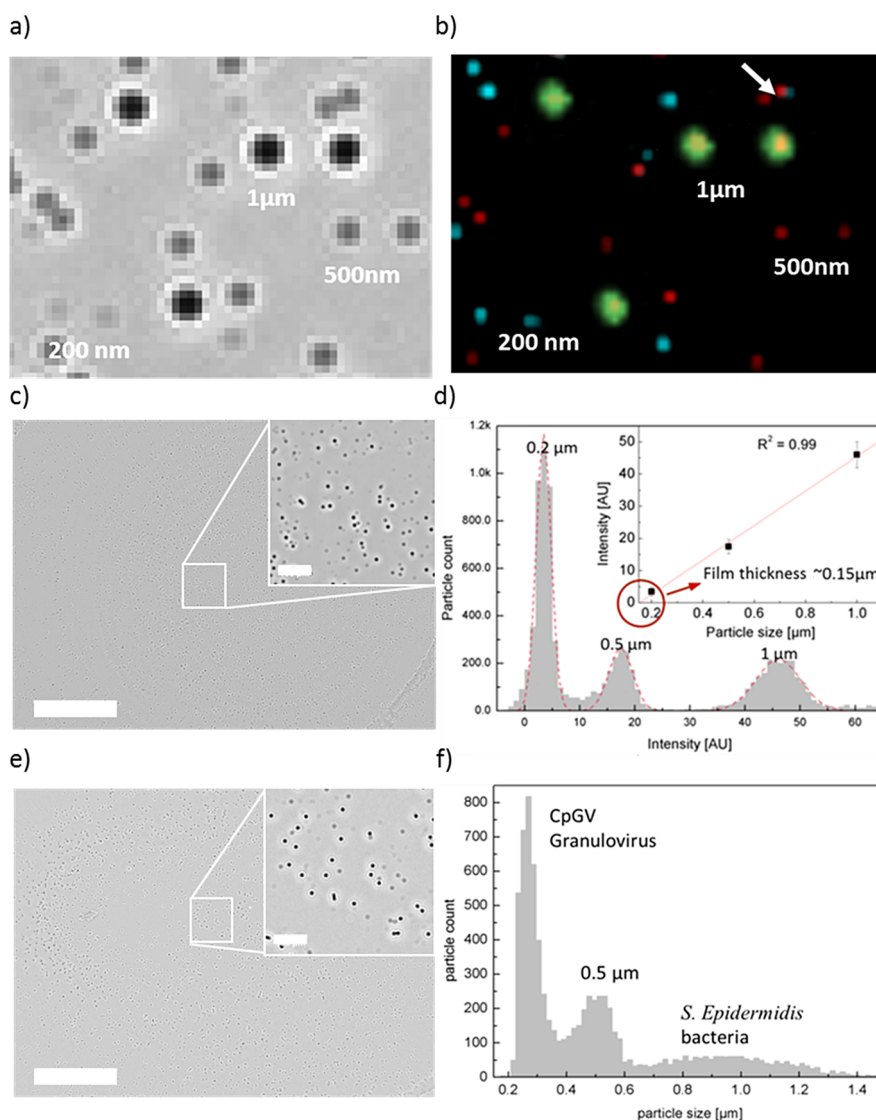 a)
b)
1μm
500nm
200 nm
1μm
500nm
200 nm
c)
d)
1.2k
1.0k
800.0
600.0
400.0
200.0
0.0
Particle count
0 10 20 30 40 50 60
Intensity [AU]
0.2 μm
0.5 μm
1 μm
50
40
30
20
10
0
Intensity [AU]
R² = 0.99
Film thickness ~0.15μm
0.2 0.4 0.6 0.8 1.0
Particle size [μm]
e)
f)
800
700
600
500
400
300
200
100
0
particle count
CpGV
Granulovirus
0.5 μm
S. Epidermidis
bacteria
0.2 0.4 0.6 0.8 1.0 1.2 1.4
particle size [μm]